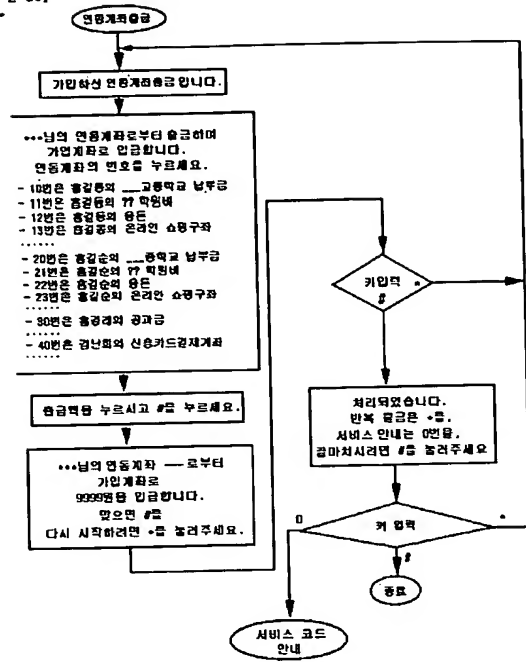 연동계좌출금
가입하신 연동계좌출금입니다.
•••님의 연동계좌로부터 출금하여
가입계좌로 입금합니다.
연동계좌의 번호를 누르세요.
- 10번은 홍길동의 ___고등학교 납부금
- 11번은 홍길동의 ?? 학원비
- 12번은 홍길동의 용돈
- 13번은 홍길동의 온라인 쇼핑구좌
......
- 20번은 홍길순의 ___중학교 납부금
- 21번은 홍길순의 ?? 학원비
- 22번은 홍길순의 용돈
- 23번은 홍길순의 온라인 쇼핑구좌
......
- 30번은 홍경래의 공과금
......
- 40번은 김난희의 신용카드결제계좌
......
출금액을 누르시고 #를 누르세요.
•••님의 연동계좌 ——로부터
가입계좌로
9999원을 입금합니다.
맞으면 #를
다시 시작하려면 *를 눌러주세요.
키입력
*
#
처리되었습니다.
반복 출금은 *를,
서비스 안내는 0번을,
끝마치시려면 #를 눌러주세요
0
키 입력
*
#
종료
서비스 코드
안내